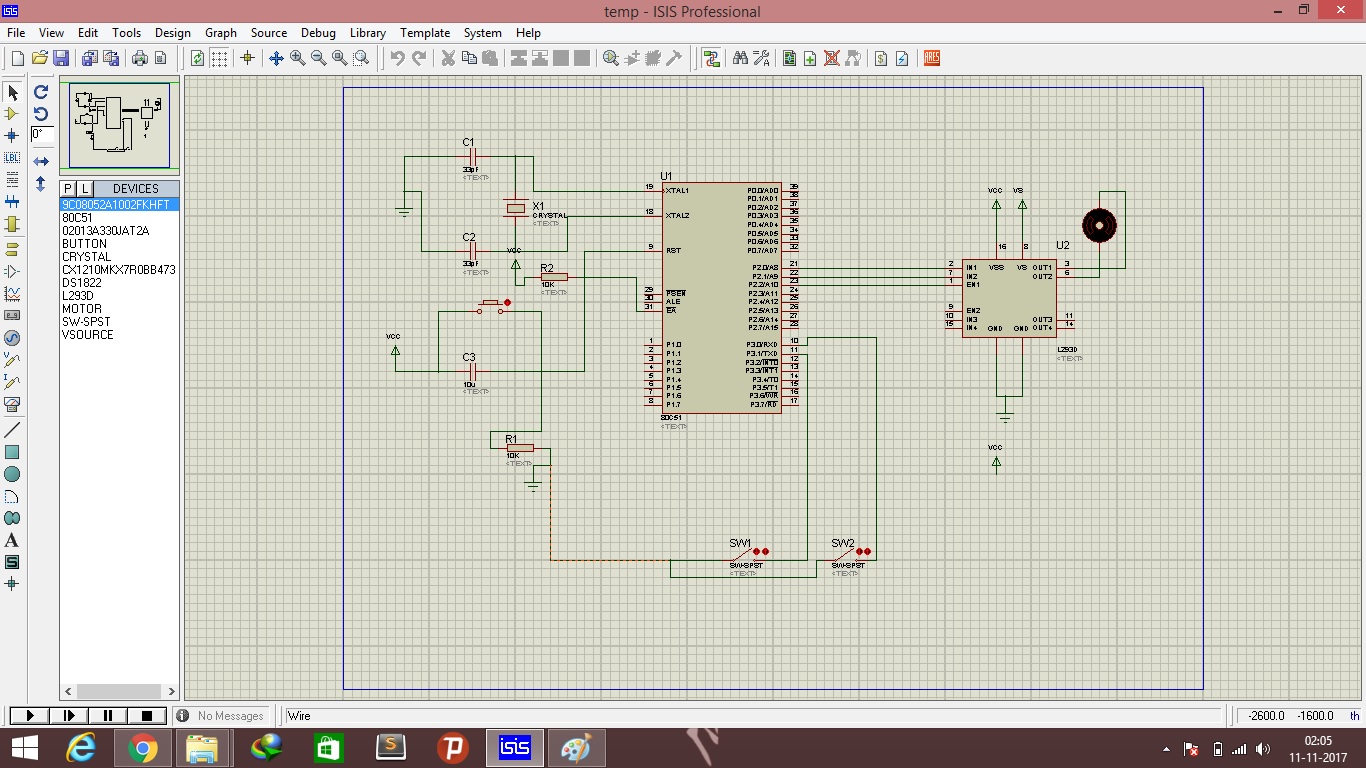 temp - ISIS Professional
File View Edit Tools Design Graph Source Debug Library Template System Help
LBL
0°
P L DEVICES
9C08052A1002FKHFT
80C51
02013A330JAT2A
BUTTON
CRYSTAL
CX1210MKX7R0BB473
DS1822
L293D
MOTOR
SW-SPST
VSOURCE
A
S
ARES
C1
33pF
<TEXT>
X1
CRYSTAL
<TEXT>
C2
33pF
<TEXT>
VCC
R2
10K
<TEXT>
VCC
C3
10u
<TEXT>
R1
10K
<TEXT>
U1
19 XTAL1
18 XTAL2
9 RST
29 PSEN
30 ALE
31 EA
1 P1.0
2 P1.1
3 P1.2
4 P1.3
5 P1.4
6 P1.5
7 P1.6
8 P1.7
P0.0/AD0 39
P0.1/AD1 38
P0.2/AD2 37
P0.3/AD3 36
P0.4/AD4 35
P0.5/AD5 34
P0.6/AD6 33
P0.7/AD7 32
P2.0/A8 21
P2.1/A9 22
P2.2/A10 23
P2.3/A11 24
P2.4/A12 25
P2.5/A13 26
P2.6/A14 27
P2.7/A15 28
P3.0/RXD 10
P3.1/TXD 11
P3.2/INT0 12
P3.3/INT1 13
P3.4/T0 14
P3.5/T1 15
P3.6/WR 16
P3.7/RD 17
80C51
<TEXT>
VCC VS
16 8
U2
2 IN1 VSS VS OUT1 3
7 IN2 OUT2 6
1 EN1
9 EN2
10 IN3 OUT3 11
15 IN4 GND GND OUT4 14
L293D
<TEXT>
VCC
SW1
SW-SPST
<TEXT>
SW2
SW-SPST
<TEXT>
No Messages
Wire
-2600.0 -1600.0 th
isis
02:05
11-11-2017